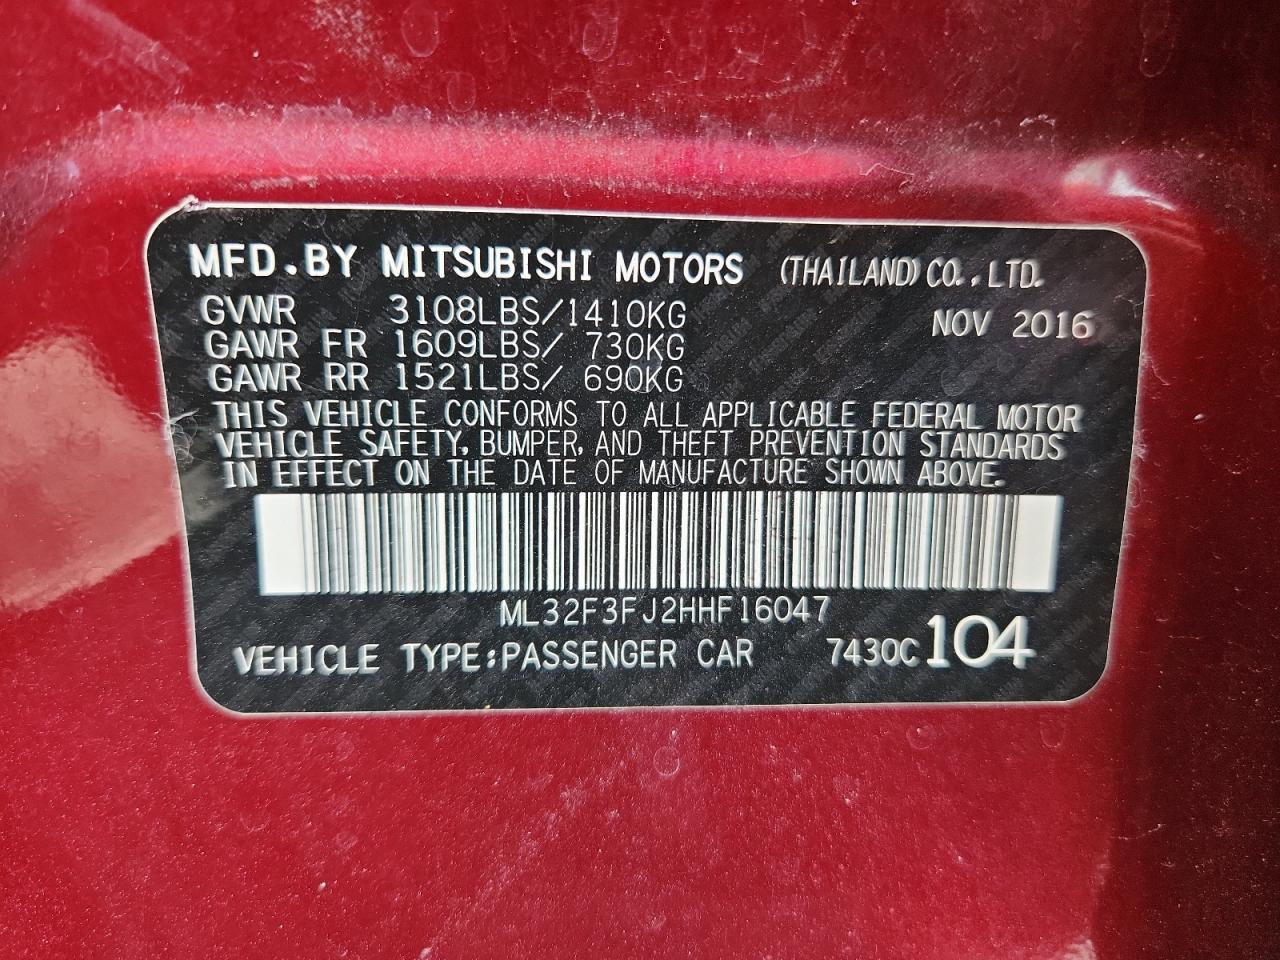 MFD.BY MITSUBISHI MOTORS (THAILAND)CO.,LTD.
GVWR 3108LBS/1410KG NOV 2016
GAWR FR 1609LBS/ 730KG
GAWR RR 1521LBS/ 690KG
THIS VEHICLE CONFORMS TO ALL APPLICABLE FEDERAL MOTOR
VEHICLE SAFETY, BUMPER, AND THEFT PREVENTION STANDARDS
IN EFFECT ON THE DATE OF MANUFACTURE SHOWN ABOVE.
ML32F3FJ2HHF16047
VEHICLE TYPE:PASSENGER CAR 7430C 104